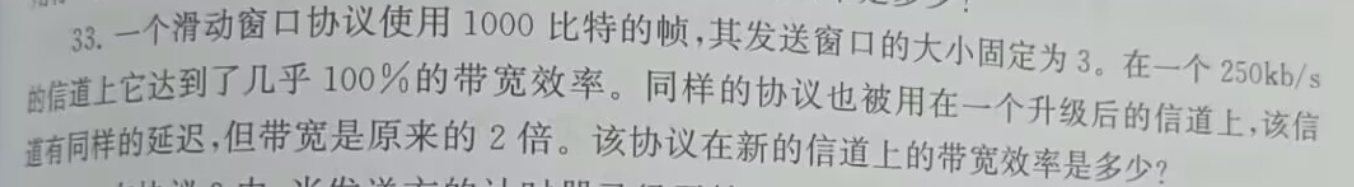 33. 一个滑动窗口协议使用 1000 比特的帧,其发送窗口的大小固定为 3。在一个 250kb/s
的信道上它达到了几乎 100%的带宽效率。同样的协议也被用在一个升级后的信道上,该信
道有同样的延迟,但带宽是原来的 2 倍。该协议在新的信道上的带宽效率是多少?